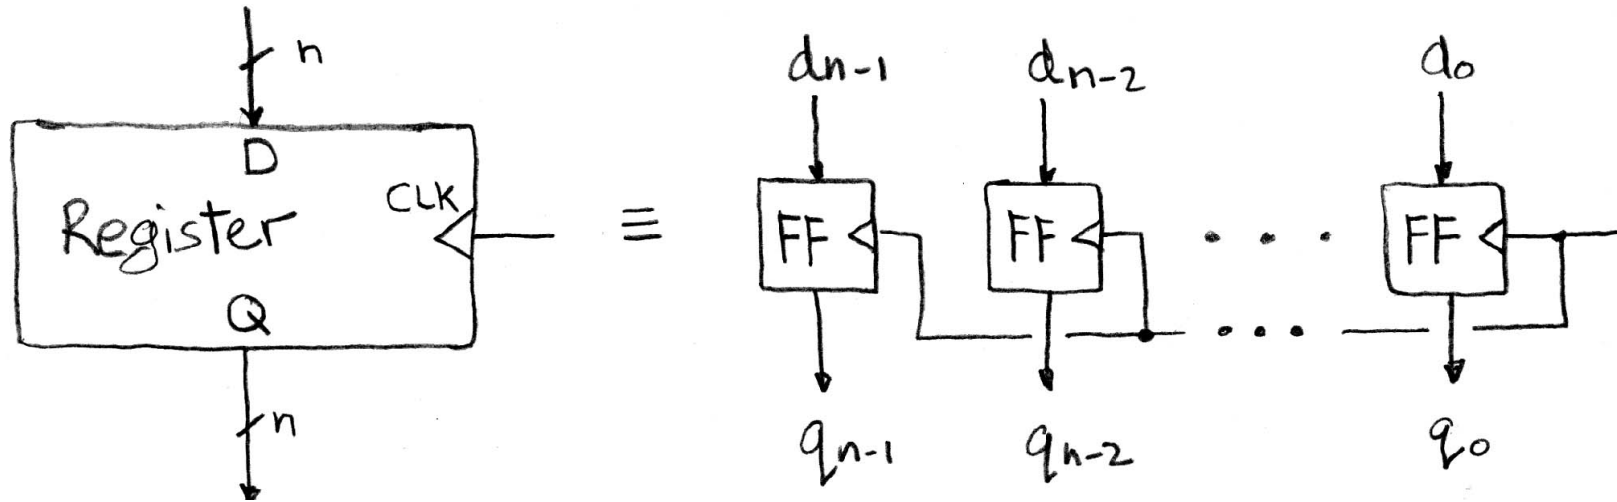 n
D
Register
CLK
Q
n
≡
dn-1
dn-2
d0
FF
FF
. . .
FF
...
qn-1
qn-2
q0